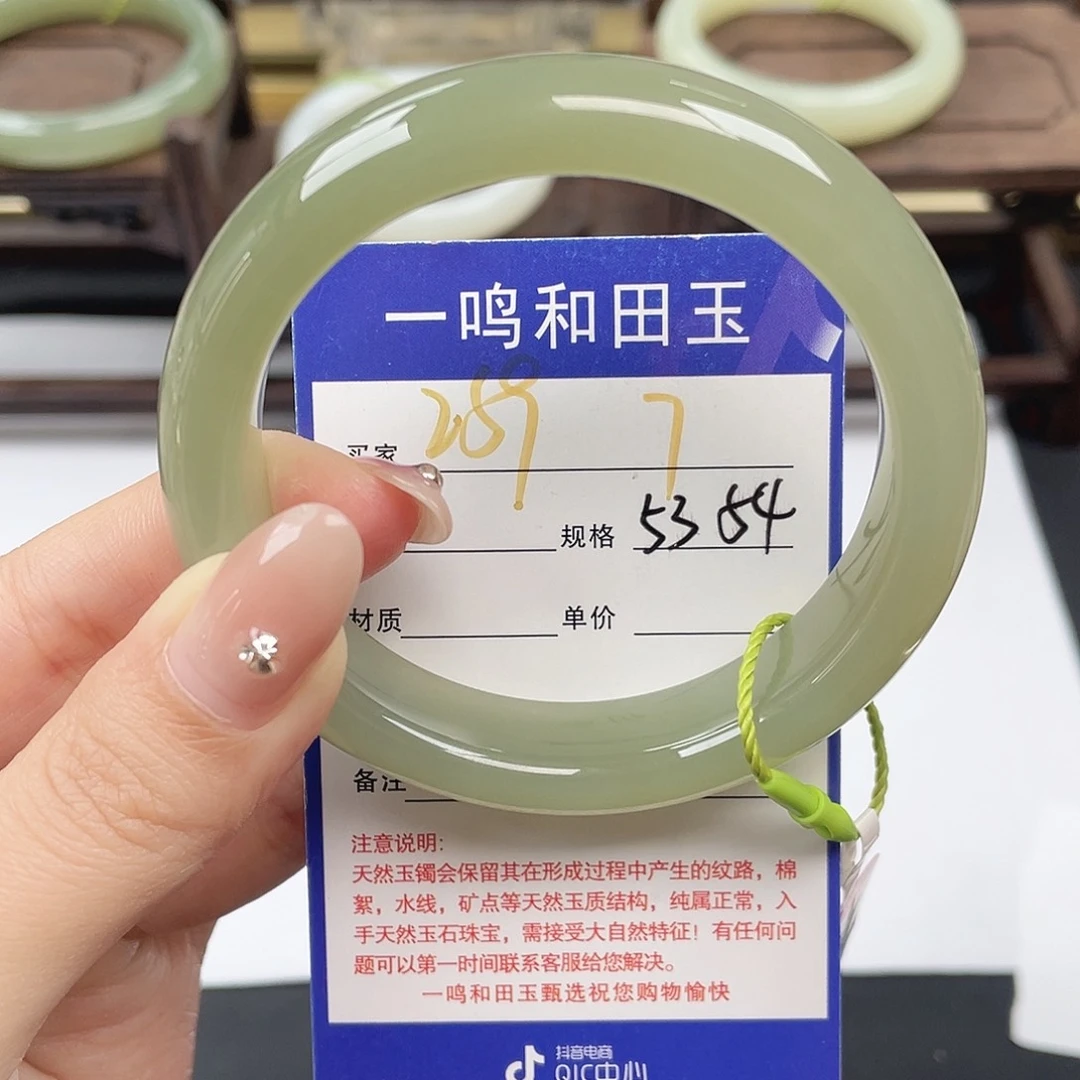 一鸣和田玉
买家 289 7
规格 53 54
材质 单价
备注
注意说明:
天然玉镯会保留其在形成过程中产生的纹路，棉
絮，水线，矿点等天然玉质结构，纯属正常，入
手天然玉石珠宝，需接受大自然特征！有任何问
题可以第一时间联系客服给您解决。
一鸣和田玉甄选祝您购物愉快
抖音电商
QIC中心